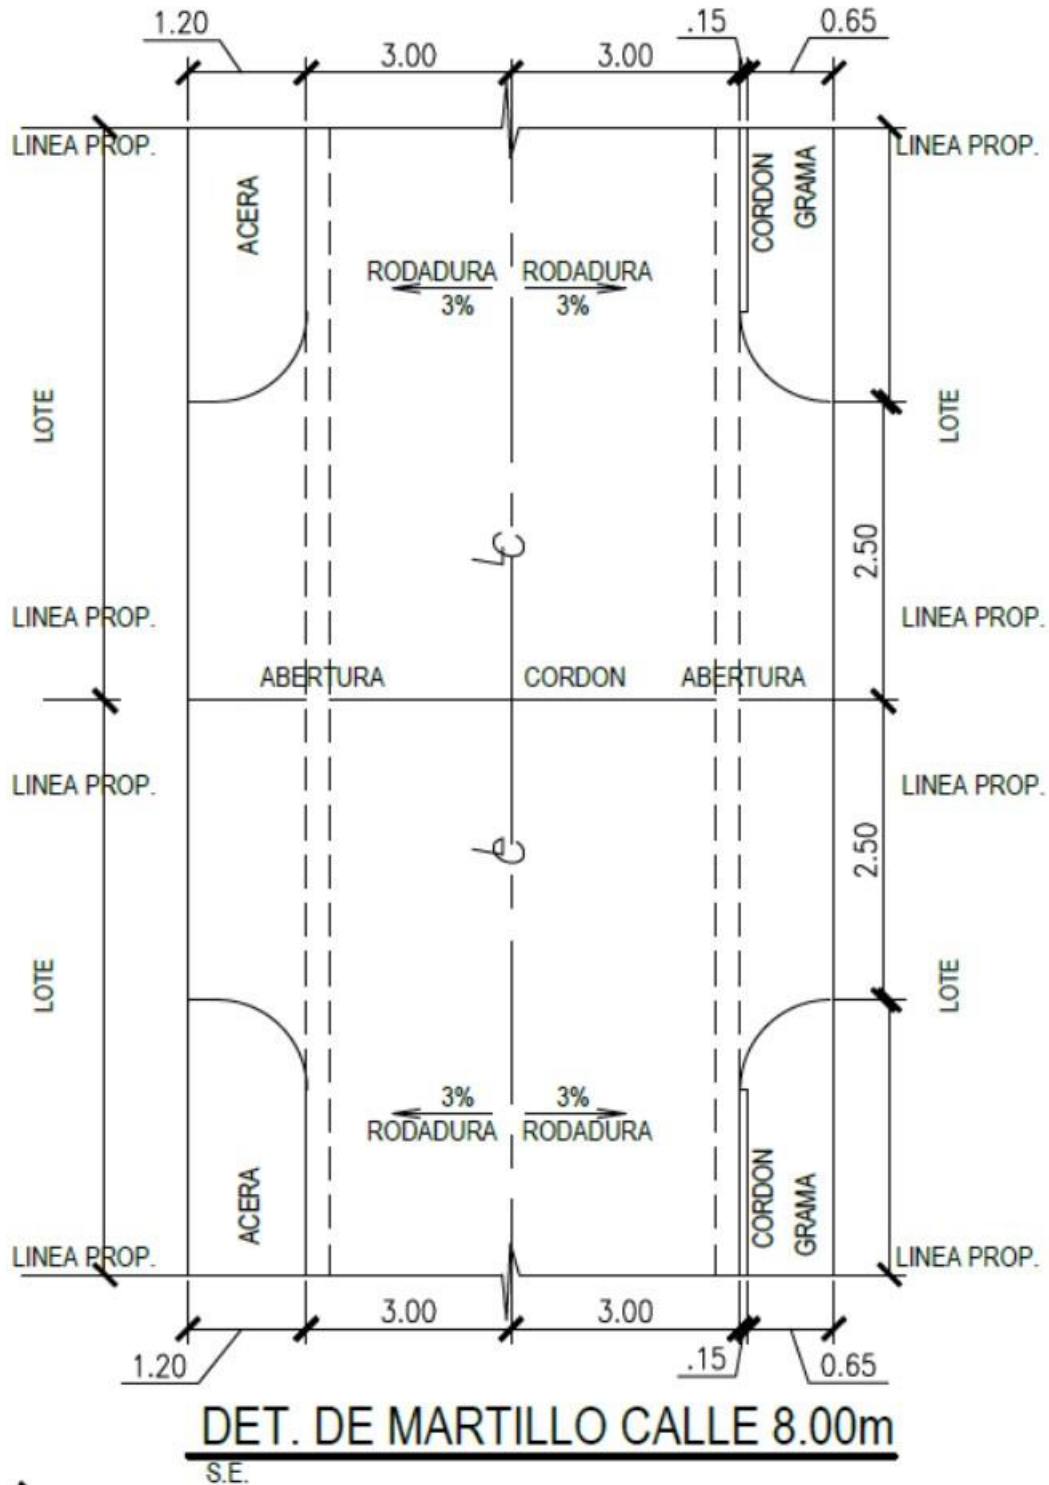 1.20 .15 0.65
3.00 3.00
LINEA PROP. LINEA PROP.
ACERA CORDON GRAMA
RODADURA RODADURA
3% 3%
LOTE LOTE
2.50
LINEA PROP. LINEA PROP.
ABERTURA CORDON ABERTURA
LINEA PROP. LINEA PROP.
2.50
LOTE LOTE
3% 3%
RODADURA RODADURA
ACERA CORDON GRAMA
LINEA PROP. LINEA PROP.
3.00 3.00
1.20 .15 0.65
DET. DE MARTILLO CALLE 8.00m
S.E.